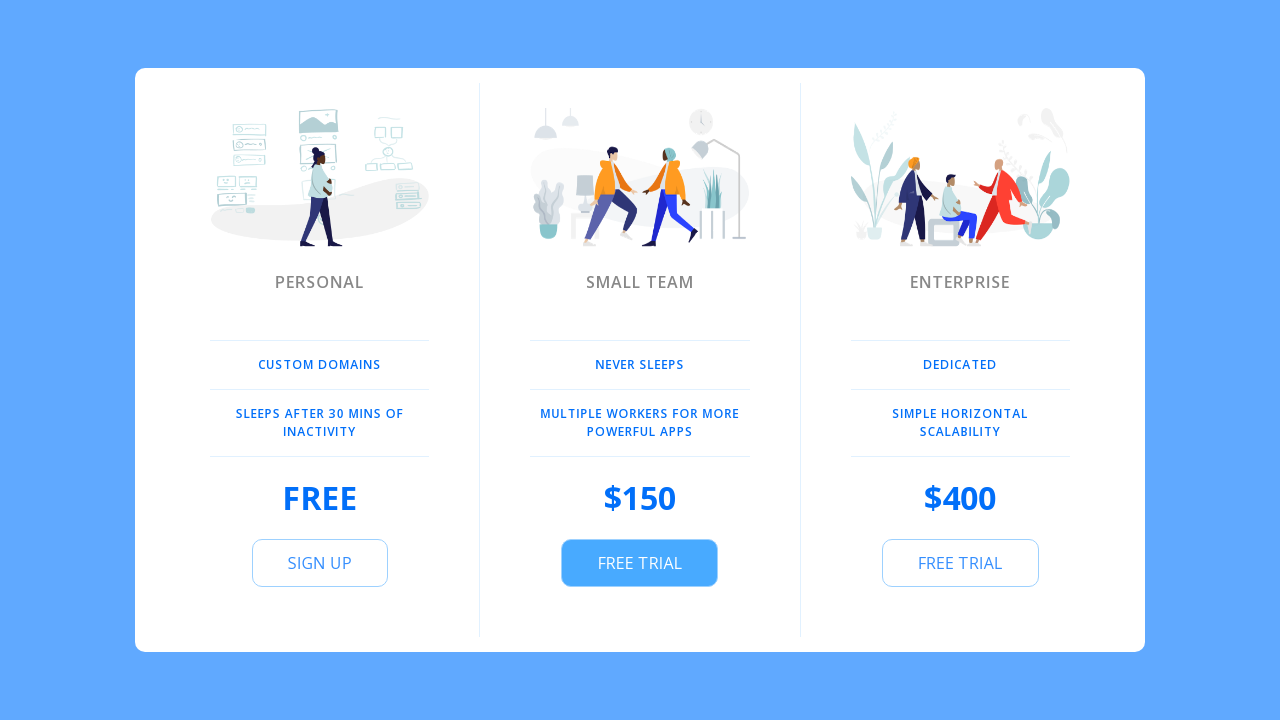 PERSONAL
CUSTOM DOMAINS
SLEEPS AFTER 30 MINS OF
INACTIVITY
FREE
SIGN UP
SMALL TEAM
NEVER SLEEPS
MULTIPLE WORKERS FOR MORE
POWERFUL APPS
$150
FREE TRIAL
ENTERPRISE
DEDICATED
SIMPLE HORIZONTAL
SCALABILITY
$400
FREE TRIAL